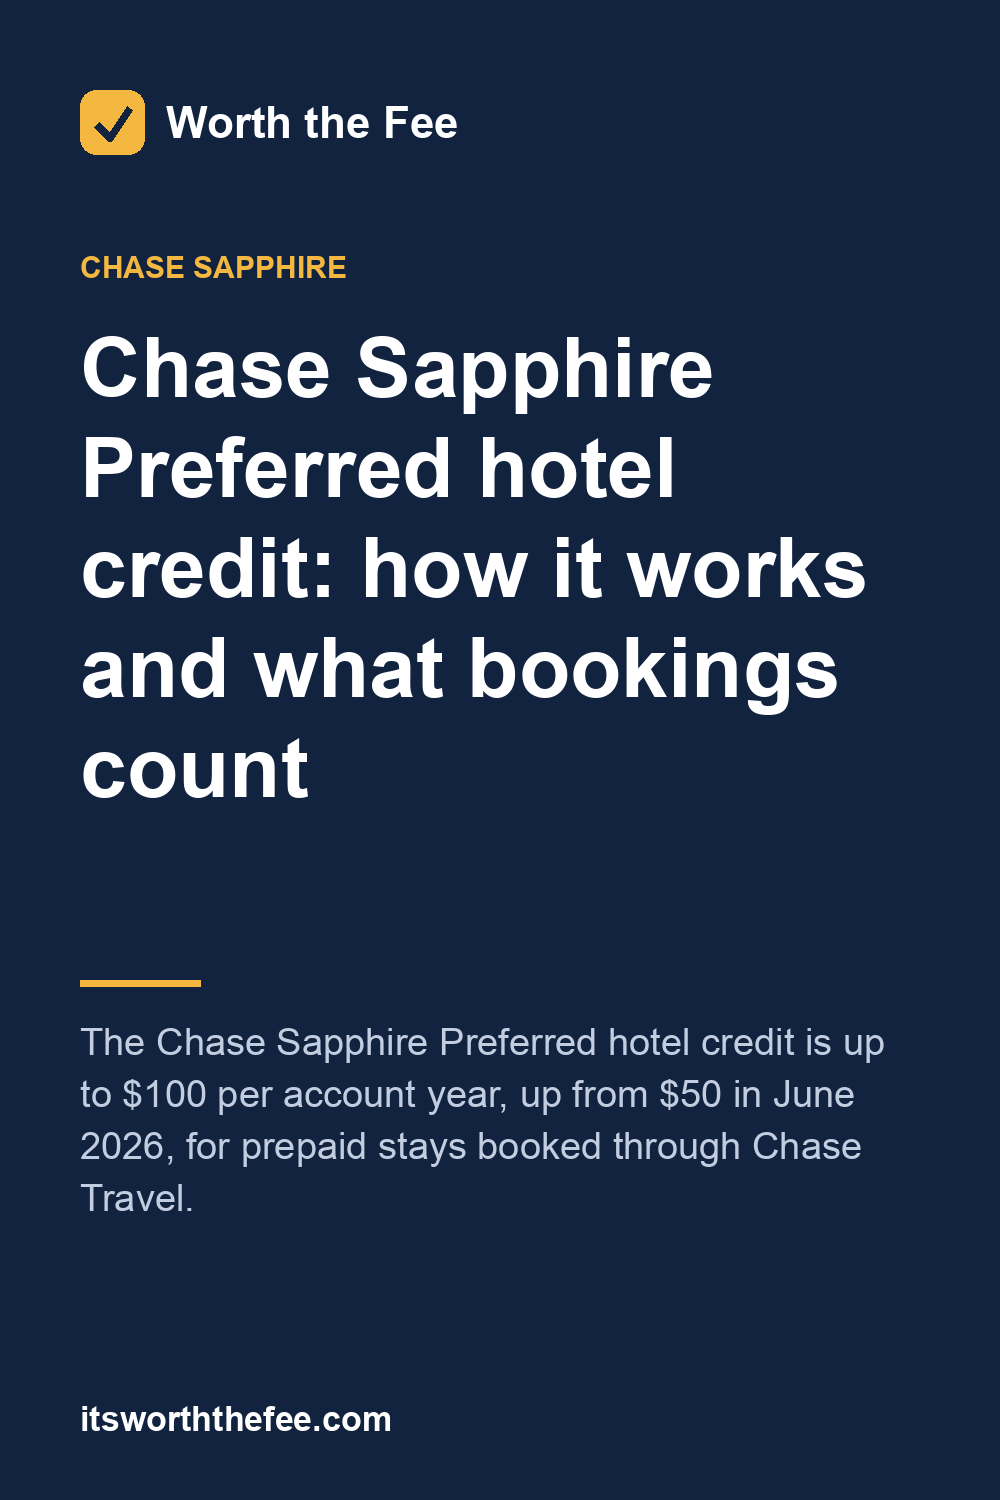 Worth the Fee
CHASE SAPPHIRE
Chase Sapphire
Preferred hotel
credit: how it works
and what bookings
count
The Chase Sapphire Preferred hotel credit is up
to $100 per account year, up from $50 in June
2026, for prepaid stays booked through Chase
Travel.
itsworththefee.com